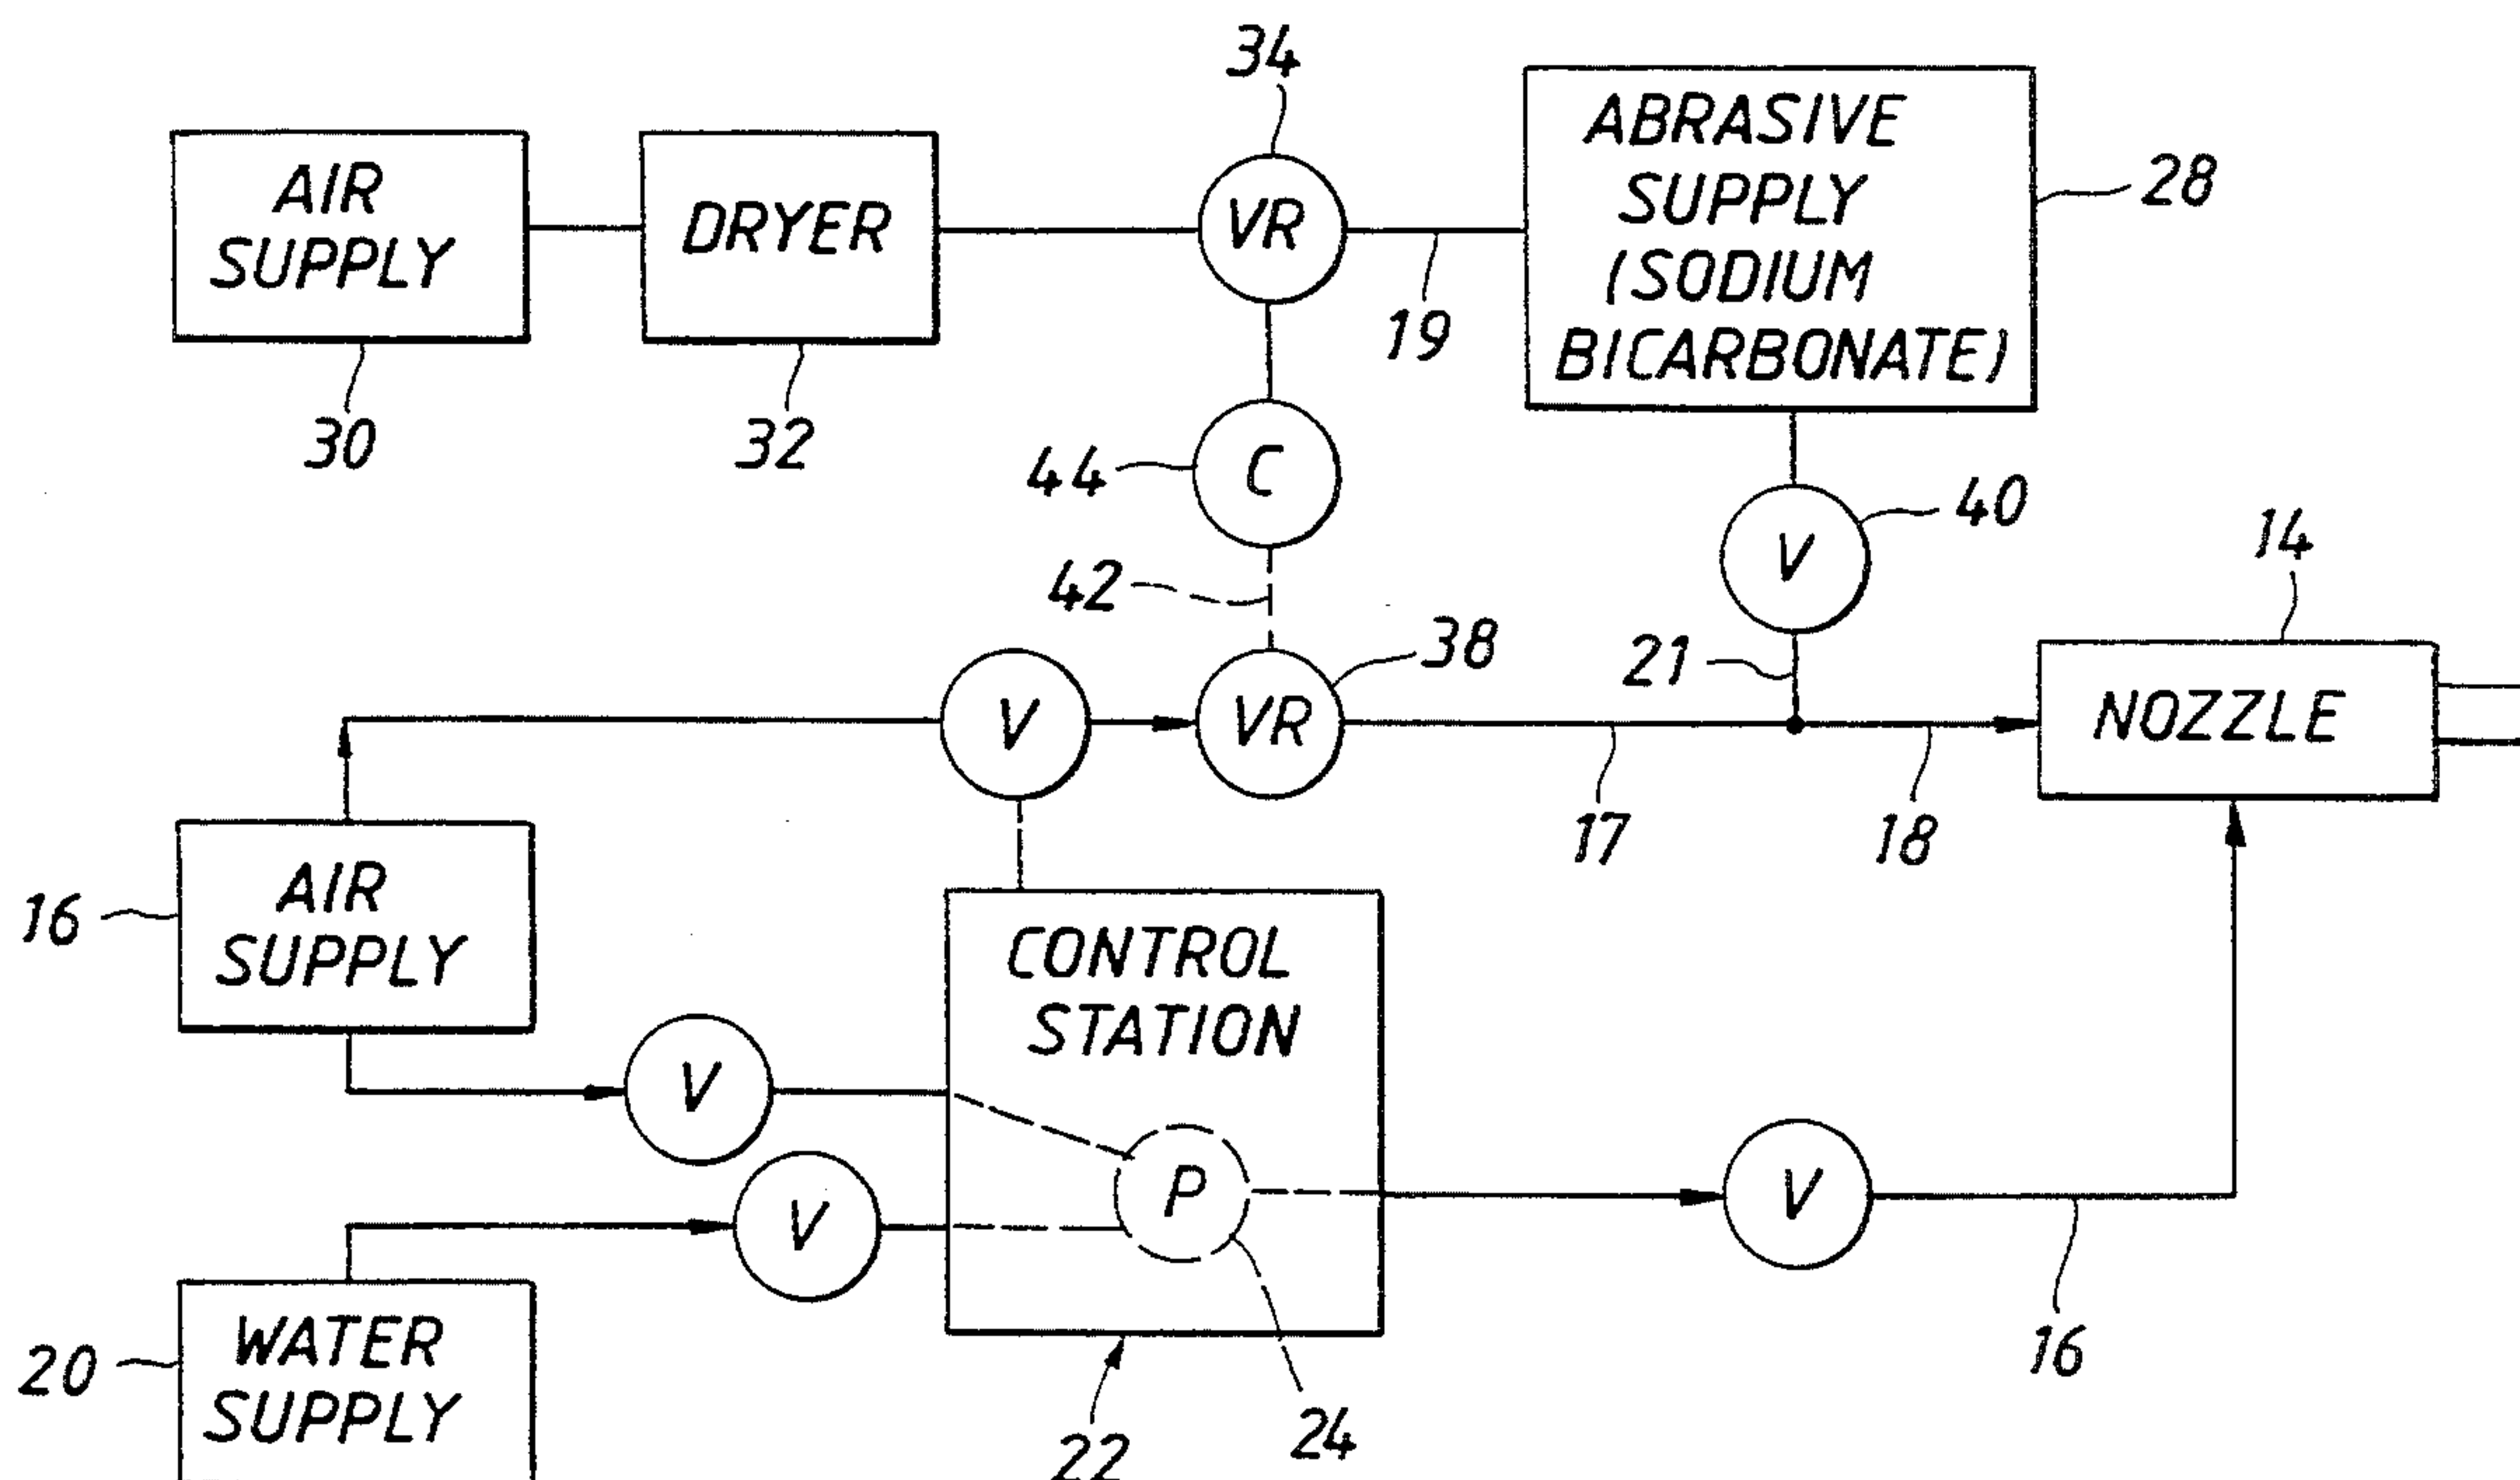 34
AIR
SUPPLY
DRYER
VR
ABRASIVE
SUPPLY
(SODIUM
BICARBONATE)
28
19
30
32
44
C
40
V
14
42
38
21
V
VR
NOZZLE
17
18
16
AIR
SUPPLY
CONTROL
STATION
V
P
V
V
16
20
WATER
SUPPLY
22
24